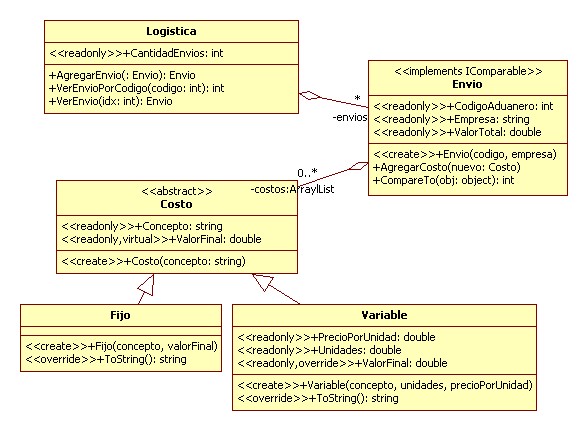 Logistica
<<readonly>>+CantidadEnvios: int
+AgregarEnvio(: Envio): Envio
+VerEnvioPorCodigo(codigo: int): int
+VerEnvio(idx: int): Envio
*
-envios
<<implements IComparable>>
Envio
<<readonly>>+CodigoAduanero: int
<<readonly>>+Empresa: string
<<readonly>>+ValorTotal: double
<<create>>+Envio(codigo, empresa)
+AgregarCosto(nuevo: Costo)
+CompareTo(obj: object): int
0..*
-costos:ArraylList
<<abstract>>
Costo
<<readonly>>+Concepto: string
<<readonly,virtual>>+ValorFinal: double
<<create>>+Costo(concepto: string)
Fijo
<<create>>+Fijo(concepto, valorFinal)
<<override>>+ToString(): string
Variable
<<readonly>>+PrecioPorUnidad: double
<<readonly>>+Unidades: double
<<readonly,override>>+ValorFinal: double
<<create>>+Variable(concepto, unidades, precioPorUnidad)
<<override>>+ToString(): string